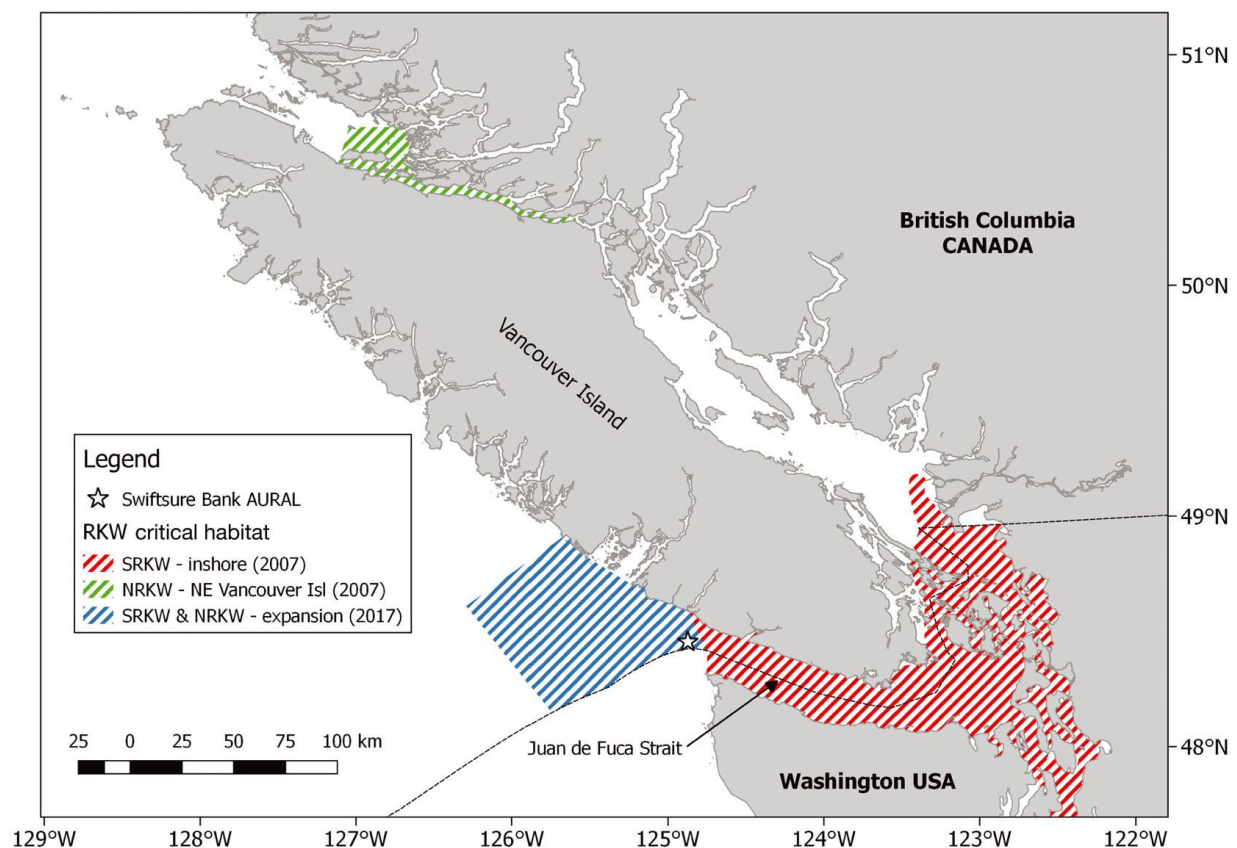 51°N
British Columbia
CANADA
50°N
Vancouver Island
Legend
Swiftsure Bank AURAL
RKW critical habitat
SRKW - inshore (2007)
NRKW - NE Vancouver Isl (2007)
SRKW & NRKW - expansion (2017)
49°N
25 0 25 50 75 100 km
Juan de Fuca Strait
48°N
Washington USA
129°W 128°W 127°W 126°W 125°W 124°W 123°W 122°W